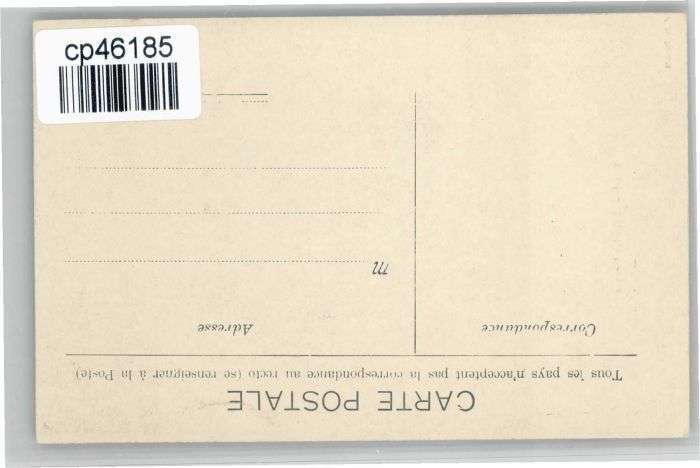 cp46185
CARTE POSTALE
Tous les pays n'acceptent pas la correspondance au recto (se renseigner à la Poste)
Correspondance
Adresse
M